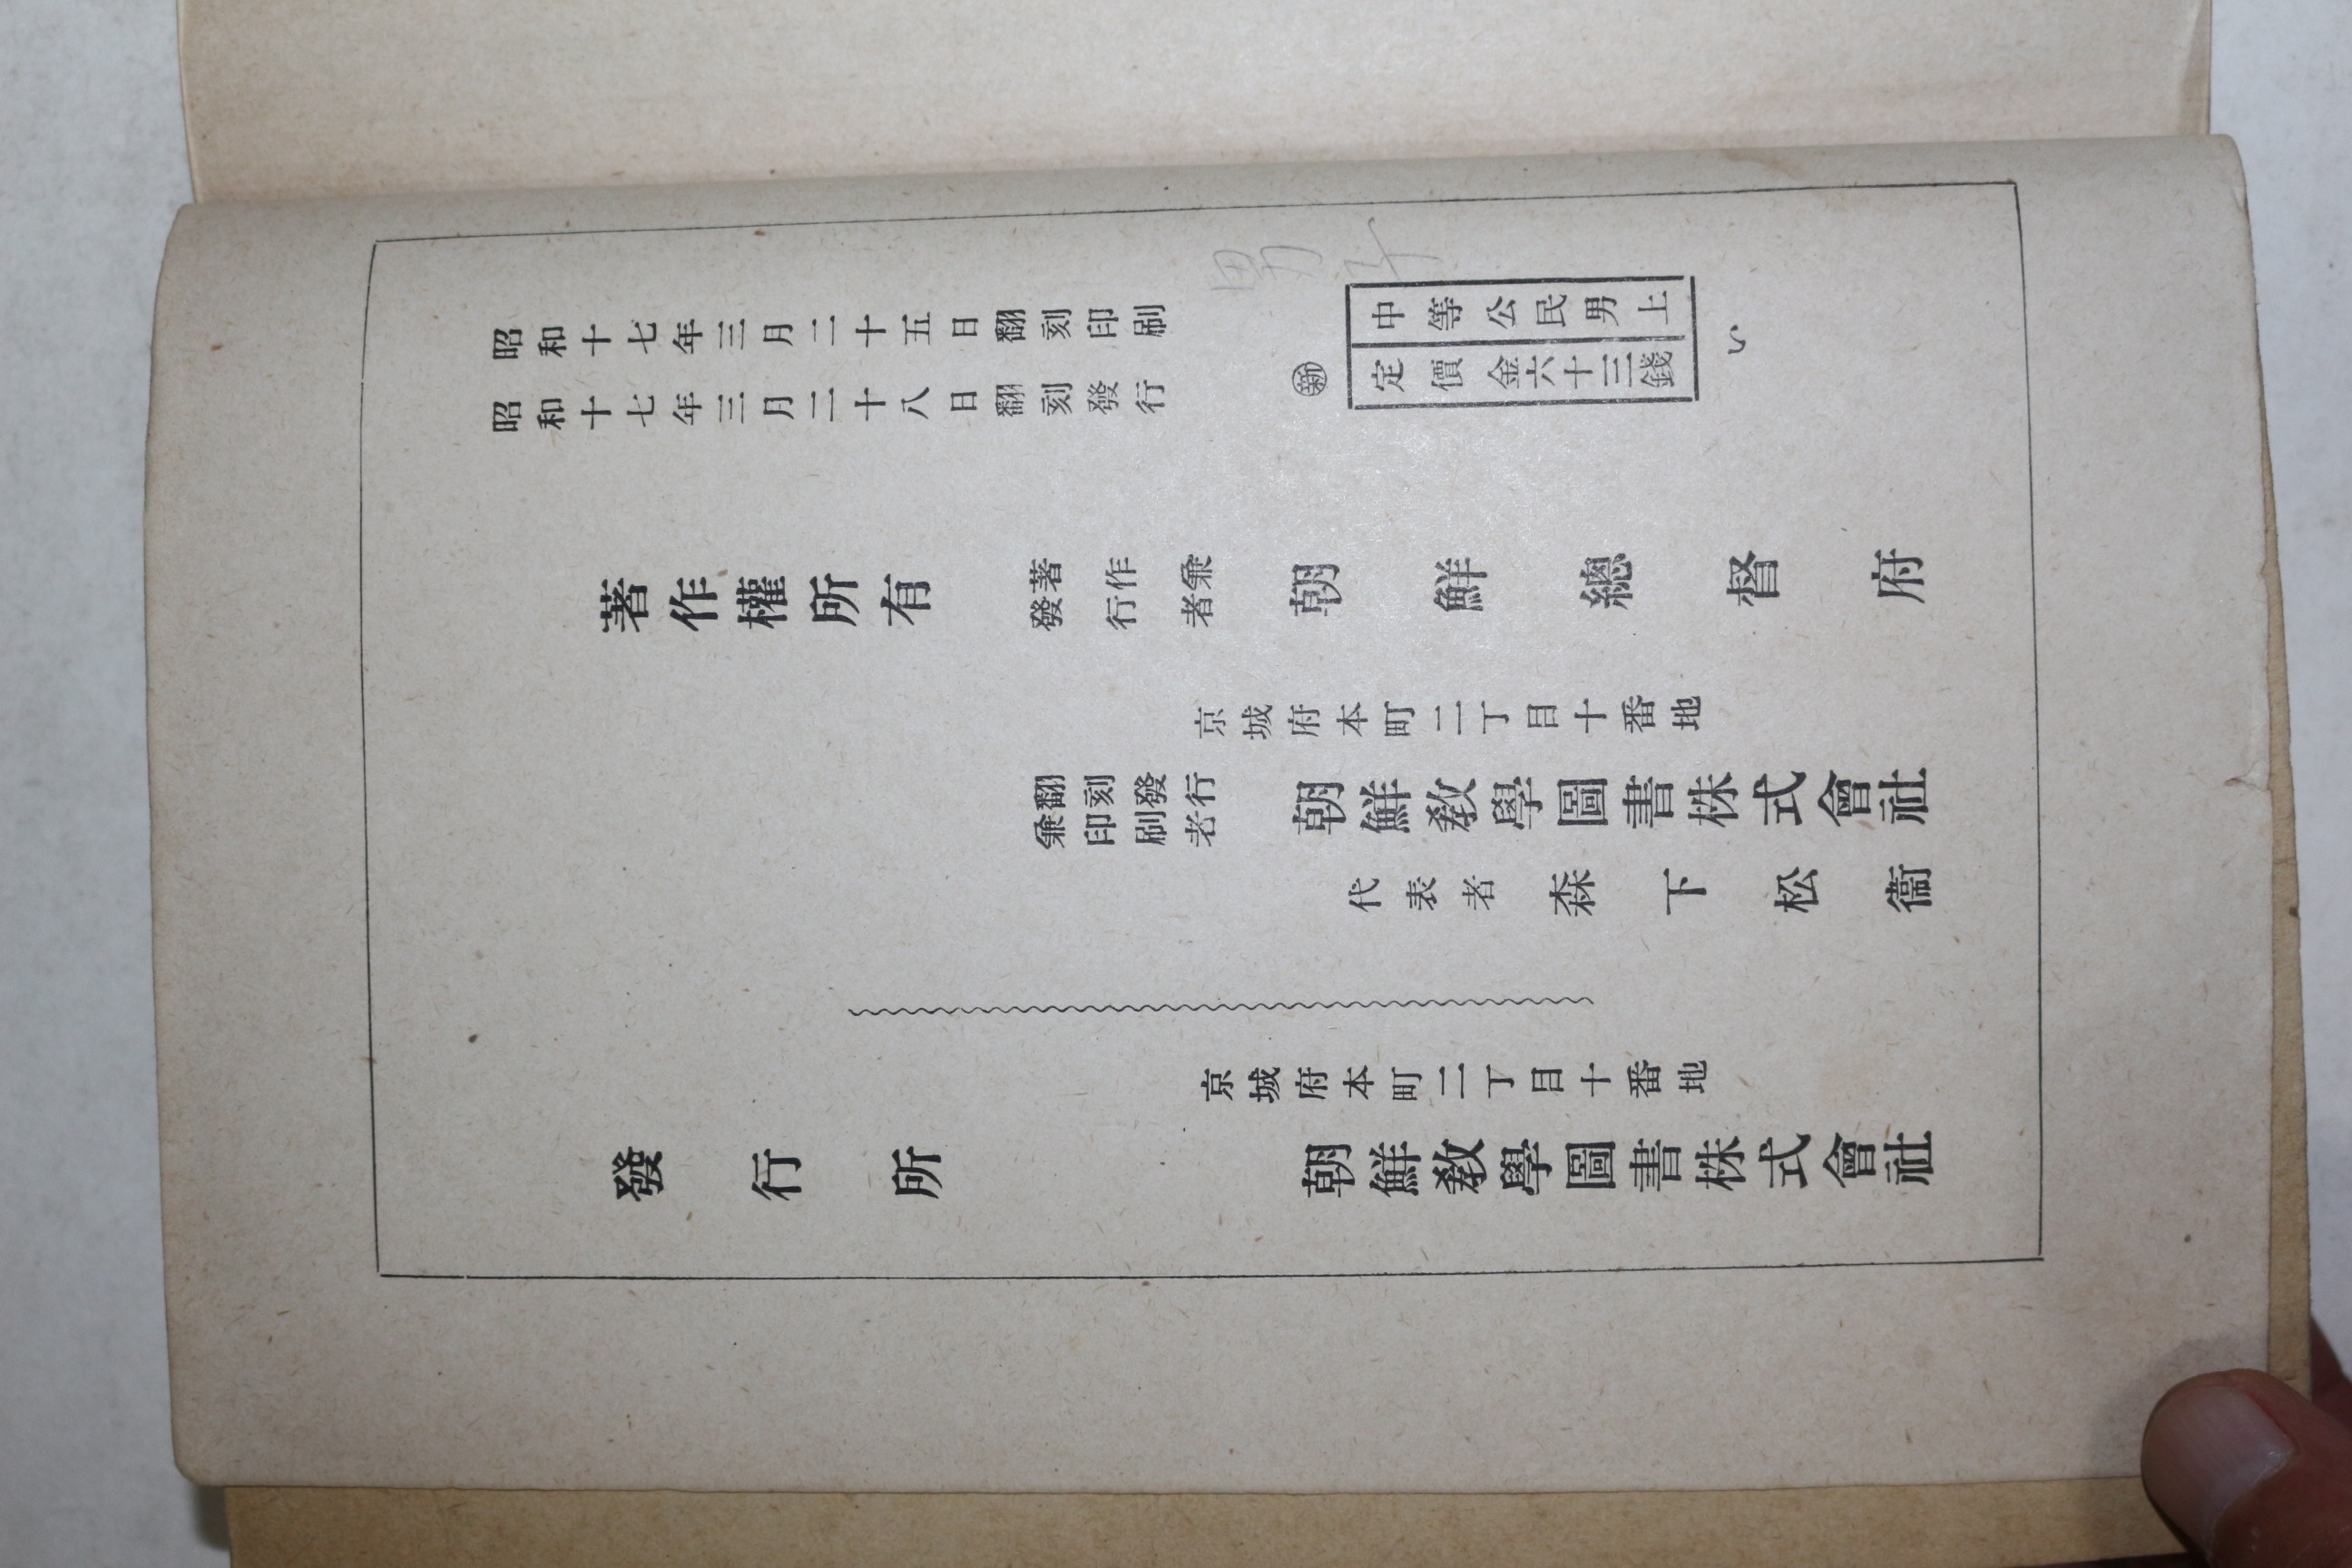 男子
中等公民男上
定價金六十三錢
㊟
い
昭和十七年三月二十五日翻刻印刷
昭和十七年三月二十八日翻刻發行
著作權所有
著作兼
發行者
朝鮮總督府
京城府本町二丁目十番地
翻刻發行
兼印刷者
朝鮮教學圖書株式會社
代表者 森下松衞
京城府本町二丁目十番地
發行所
朝鮮教學圖書株式會社